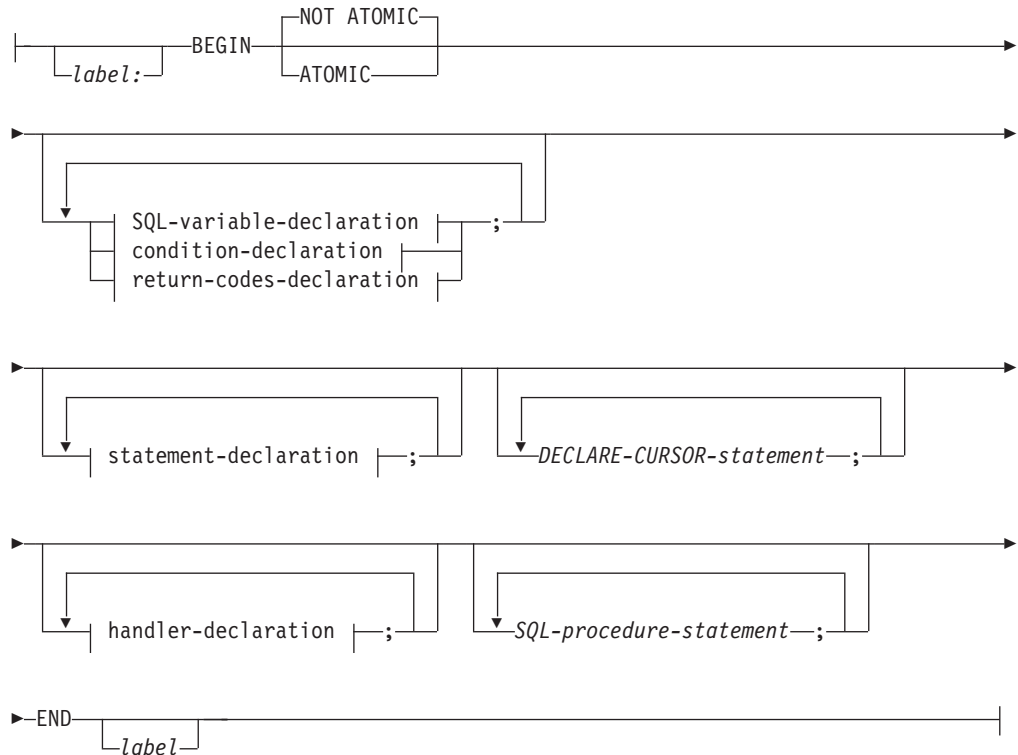 NOT ATOMIC
BEGIN
label:
ATOMIC
SQL-variable-declaration ;
condition-declaration
return-codes-declaration
statement-declaration ; DECLARE-CURSOR-statement ;
handler-declaration ; SQL-procedure-statement ;
END
label